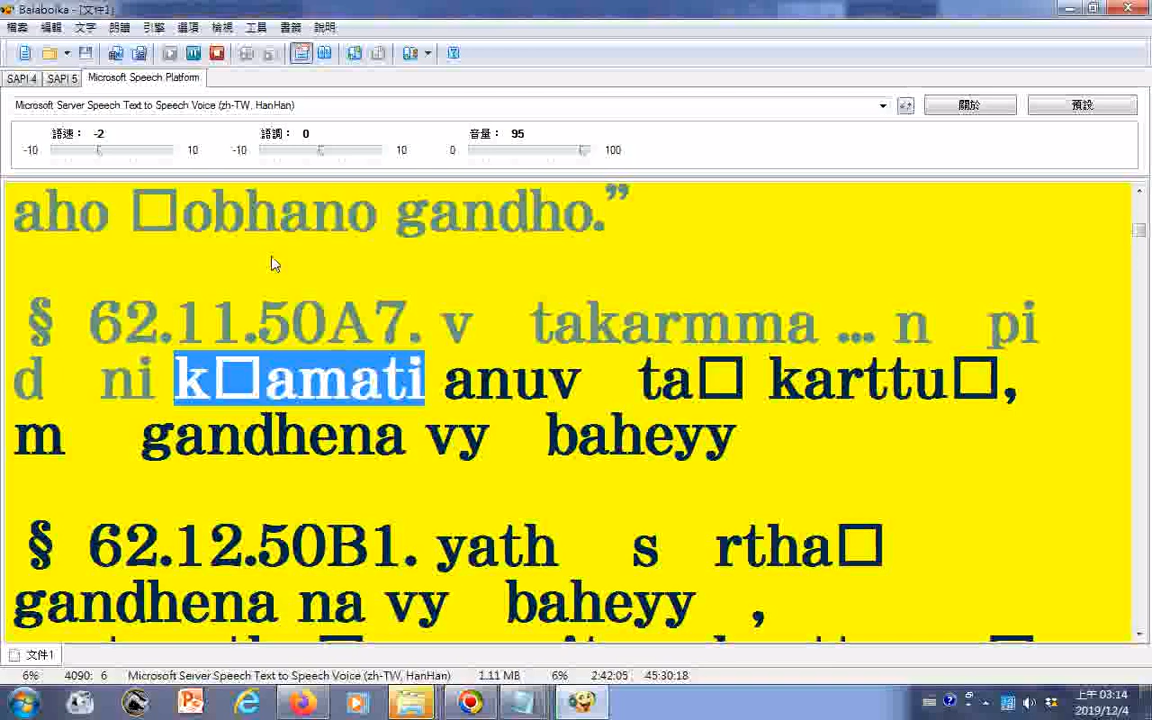 Balabolka - [文件1]
檔案 編輯 文字 朗讀 引擎 選項 檢視 工具 書籤 說明
SAPI 4 SAPI 5 Microsoft Speech Platform
Microsoft Server Speech Text to Speech Voice (zh-TW, HanHan) 關於 預設
語速： -2 語調： 0 音量： 95
-10 10 -10 10 0 100
aho □obhano gandho.”
§ 62.11.50A7. v takarmma ... n pi
d ni k□amati anuv ta□ karttu□,
m gandhena vy baheyy
§ 62.12.50B1. yath s rtha□
gandhena na vy baheyy ,
文件1
6% 4090: 6 Microsoft Server Speech Text to Speech Voice (zh-TW, HanHan) 1.11 MB 6% 2:42:05 45:30:18
上午 03:14
2019/12/4